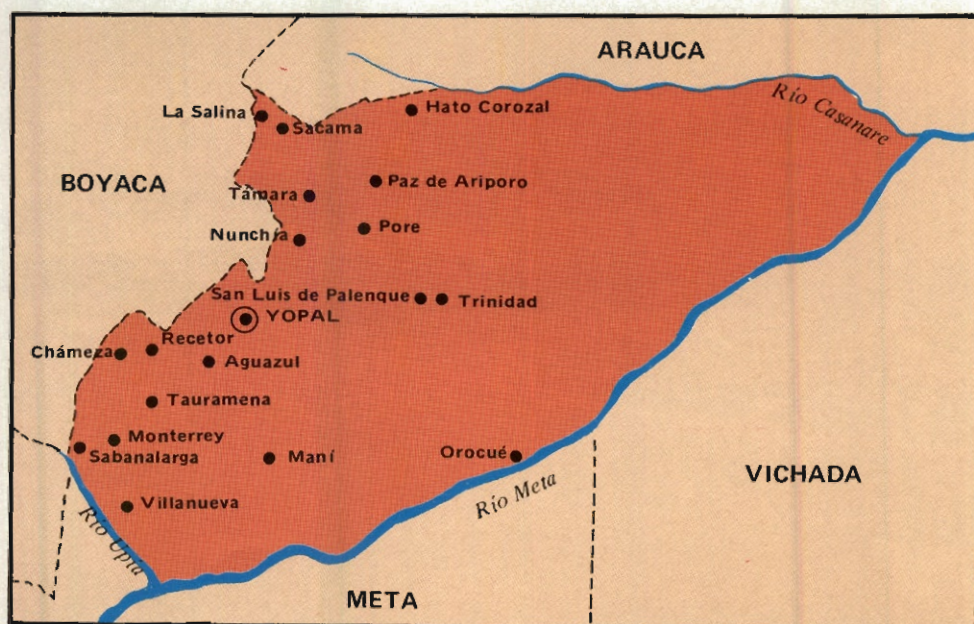 ARAUCA
Río Casanare
La Salina
Hato Corozal
Sacama
BOYACA
Paz de Ariporo
Támara
Pore
Nunchía
San Luis de Palenque
Trinidad
YOPAL
Recetor
Chámeza
Aguazul
Tauramena
Monterrey
Sabanalarga
Maní
Orocué
VICHADA
Río Meta
Villanueva
Río Upía
META